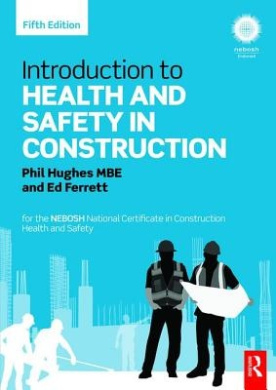 Fifth Edition
nebosh
Endorsed
Introduction to
HEALTH AND
SAFETY IN
CONSTRUCTION
Phil Hughes MBE
and Ed Ferrett
for the NEBOSH National Certificate in Construction
Health and Safety
R